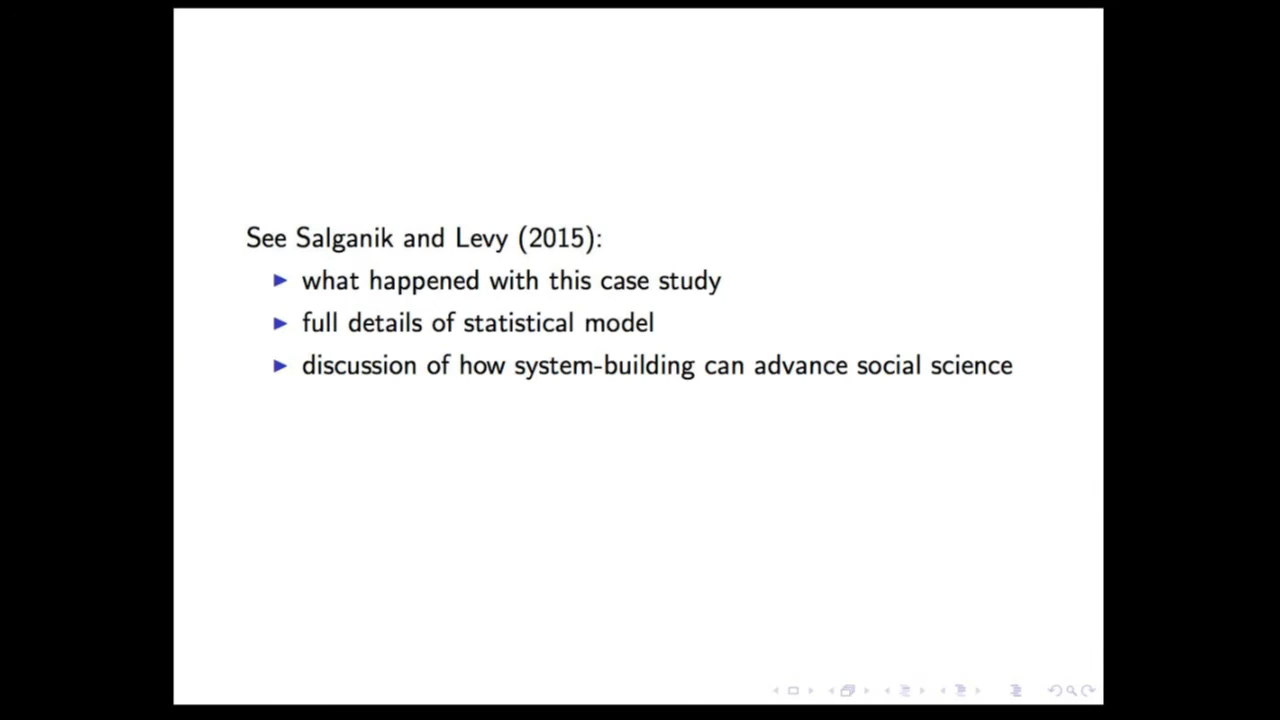 See Salganik and Levy (2015):
what happened with this case study
full details of statistical model
discussion of how system-building can advance social science